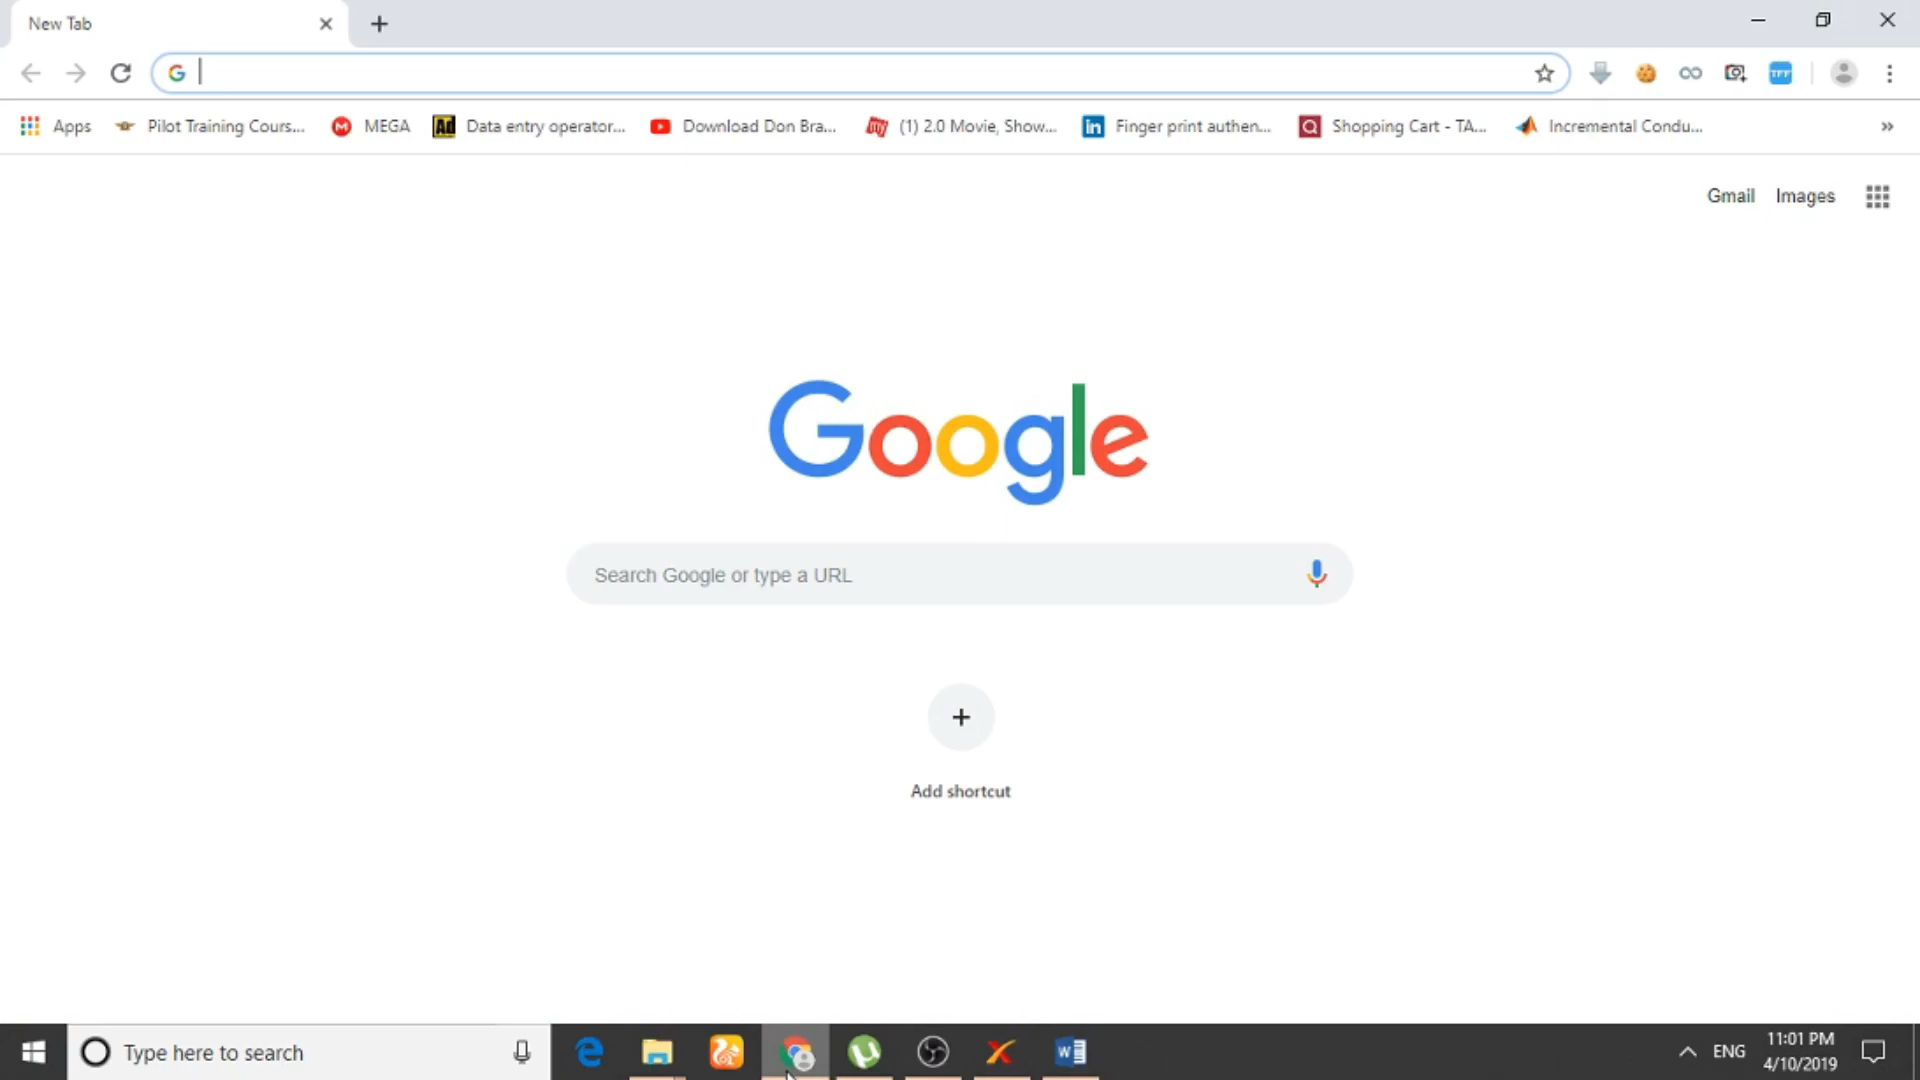 New Tab
Apps Pilot Training Cours... MEGA Data entry operator... Download Don Bra... (1) 2.0 Movie, Show... Finger print authen... Shopping Cart - TA... Incremental Condu... »
Gmail Images
Google
Search Google or type a URL
Add shortcut
Type here to search
ENG 11:01 PM
4/10/2019